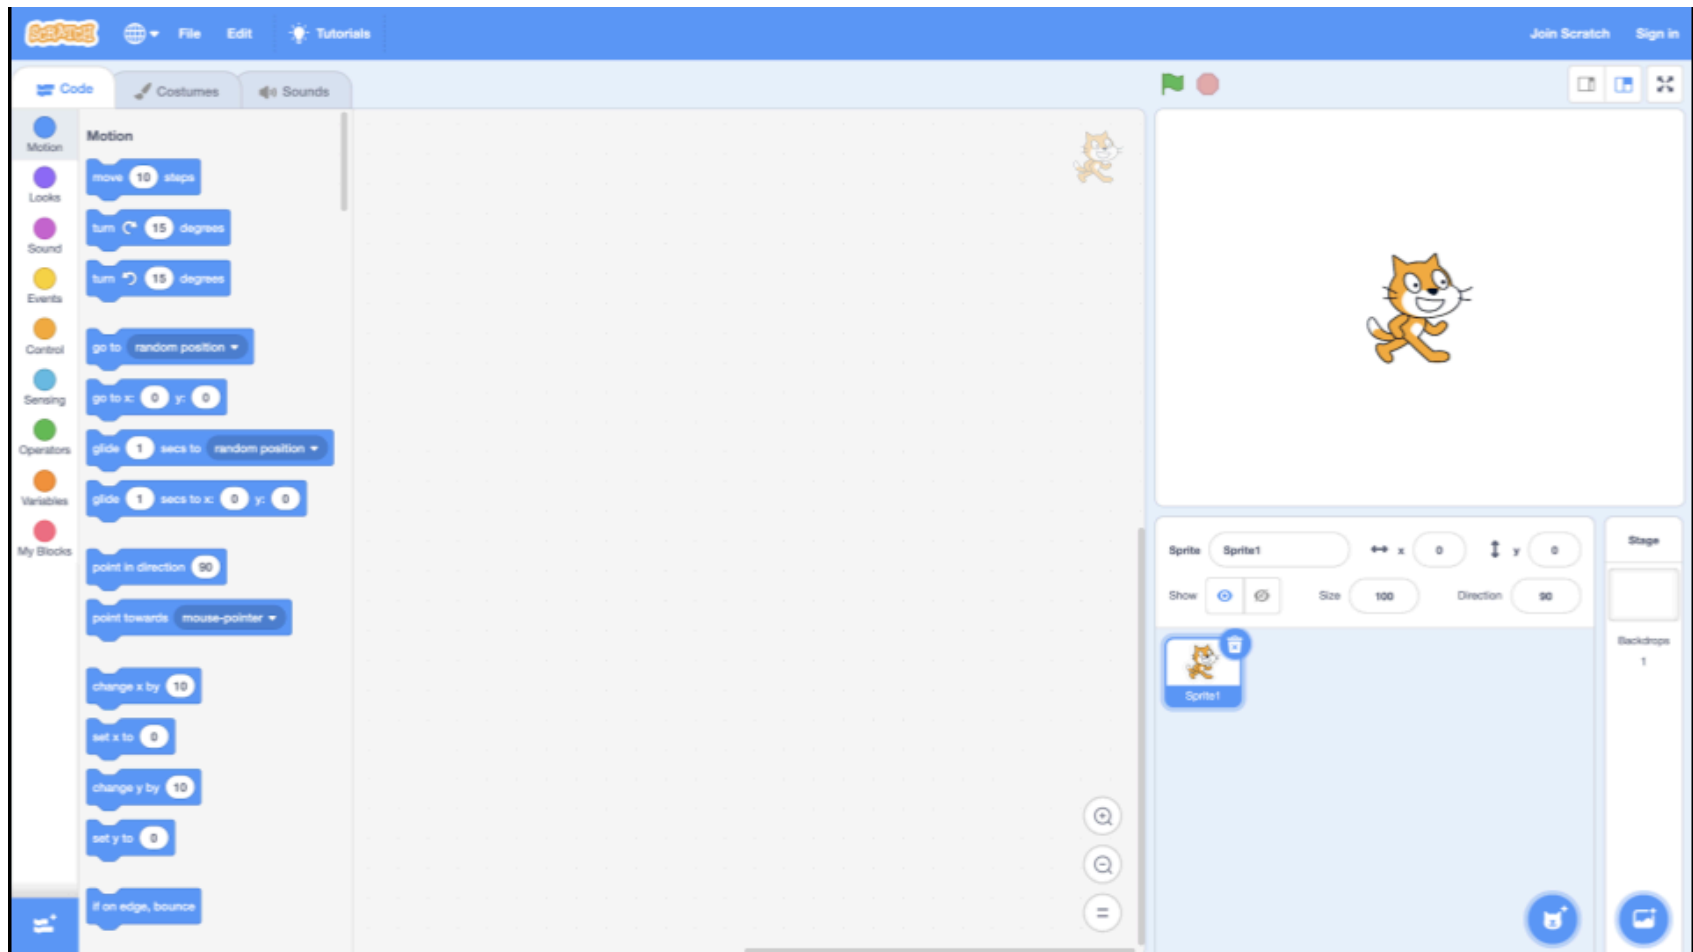 SCRATCH File Edit Tutorials Join Scratch Sign in
Code Costumes Sounds
Motion
Looks
Sound
Events
Control
Sensing
Operators
Variables
My Blocks
Motion
move 10 steps
turn 15 degrees
turn 15 degrees
go to random position
go to x: 0 y: 0
glide 1 secs to random position
glide 1 secs to x: 0 y: 0
point in direction 90
point towards mouse-pointer
change x by 10
set x to 0
change y by 10
set y to 0
if on edge, bounce
Sprite Sprite1 x 0 y 0
Show Size 100 Direction 90
Sprite1
Stage
Backdrops
1